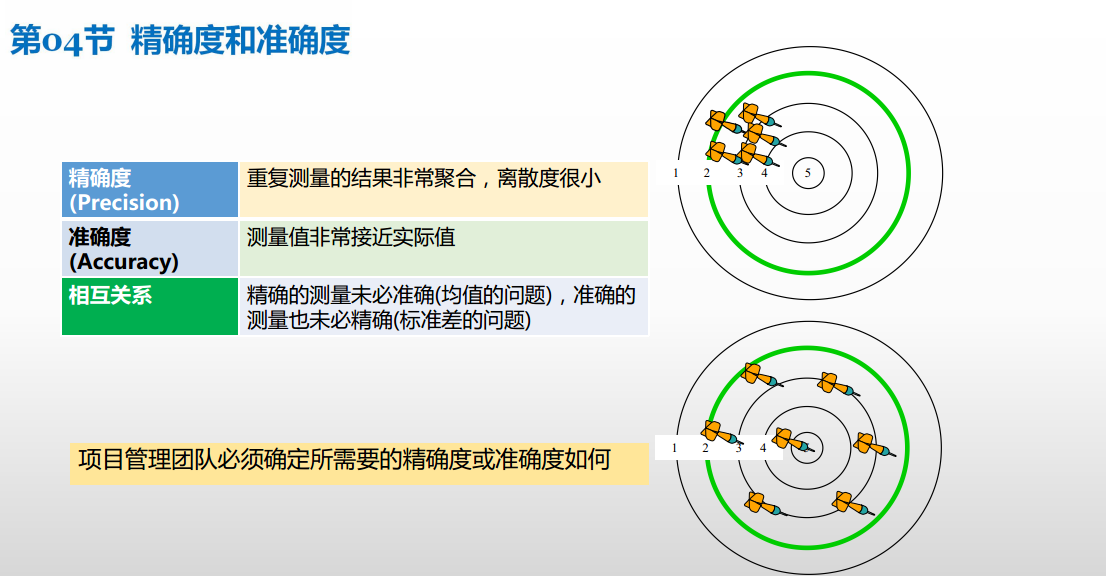 第04节 精确度和准确度
精确度
(Precision)
重复测量的结果非常聚合，离散度很小
准确度
(Accuracy)
测量值非常接近实际值
相互关系
精确的测量未必准确(均值的问题)，准确的
测量也未必精确(标准差的问题)
项目管理团队必须确定所需要的精确度或准确度如何
1 2 3 4 5
1 2 3 4